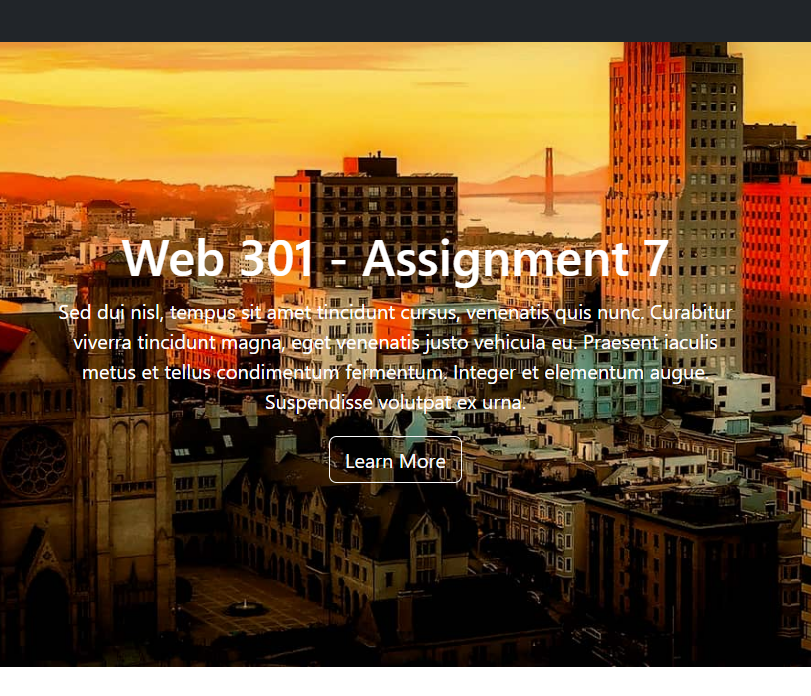 Web 301 - Assignment 7
Sed dui nisl, tempus sit amet tincidunt cursus, venenatis quis nunc. Curabitur
viverra tincidunt magna, eget venenatis justo vehicula eu. Praesent iaculis
metus et tellus condimentum fermentum. Integer et elementum augue.
Suspendisse volutpat ex urna.
Learn More